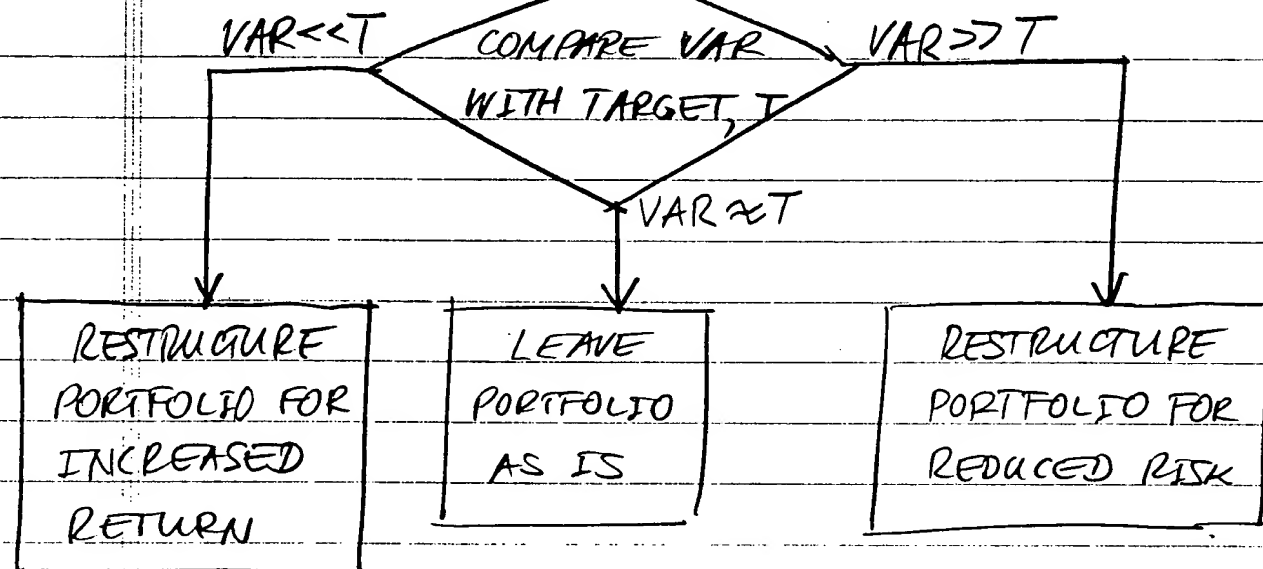 VAR<<T
COMPARE VAR
VAR>>T
WITH TARGET, T
VAR≈T
RESTRUCTURE
PORTFOLIO FOR
INCREASED
RETURN
LEAVE
PORTFOLIO
AS IS
RESTRUCTURE
PORTFOLIO FOR
REDUCED RISK